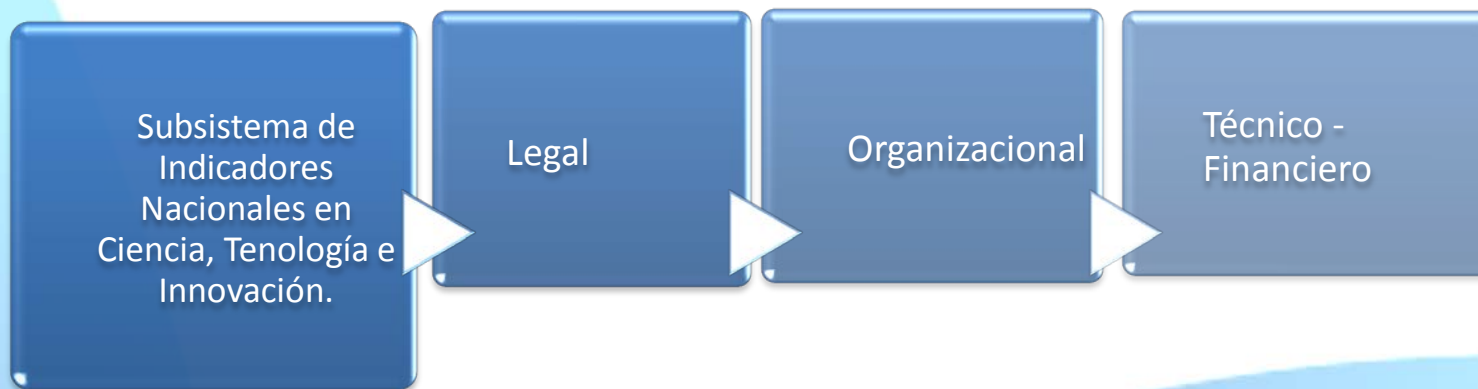 Subsistema de
Indicadores
Nacionales en
Ciencia, Tenología e
Innovación.
Legal
Organizacional
Técnico -
Financiero